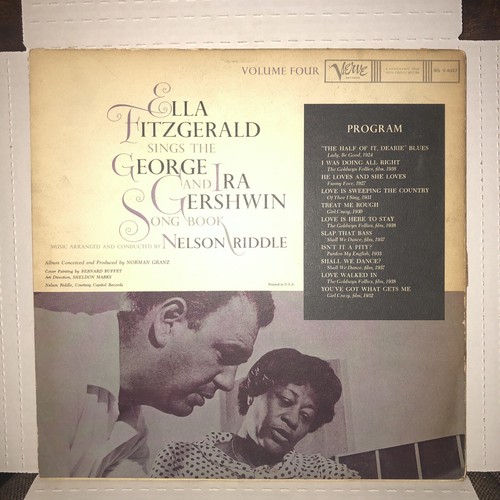 VOLUME FOUR
Verve
ELLA
FITZGERALD
SINGS THE
GEORGE
AND IRA
GERSHWIN
SONG BOOK
MUSIC ARRANGED AND CONDUCTED BY NELSON RIDDLE
Album Conceived and Produced by NORMAN GRANZ
Cover Painting by BERNARD BUFFET
Art Direction, SHELDON MARKS
Nelson Riddle, Courtesy Capitol Records
PROGRAM
"THE HALF OF IT, DEARIE" BLUES
Lady, Be Good, 1924
I WAS DOING ALL RIGHT
The Goldwyn Follies, film, 1938
HE LOVES AND SHE LOVES
Funny Face, 1927
LOVE IS SWEEPING THE COUNTRY
Of Thee I Sing, 1931
TREAT ME ROUGH
Girl Crazy, 1930
LOVE IS HERE TO STAY
The Goldwyn Follies, film, 1938
SLAP THAT BASS
Shall We Dance, film, 1937
ISN'T IT A PITY?
Pardon My English, 1933
SHALL WE DANCE?
Shall We Dance, film, 1937
LOVE WALKED IN
The Goldwyn Follies, film, 1938
YOU'VE GOT WHAT GETS ME
Girl Crazy, film, 1932